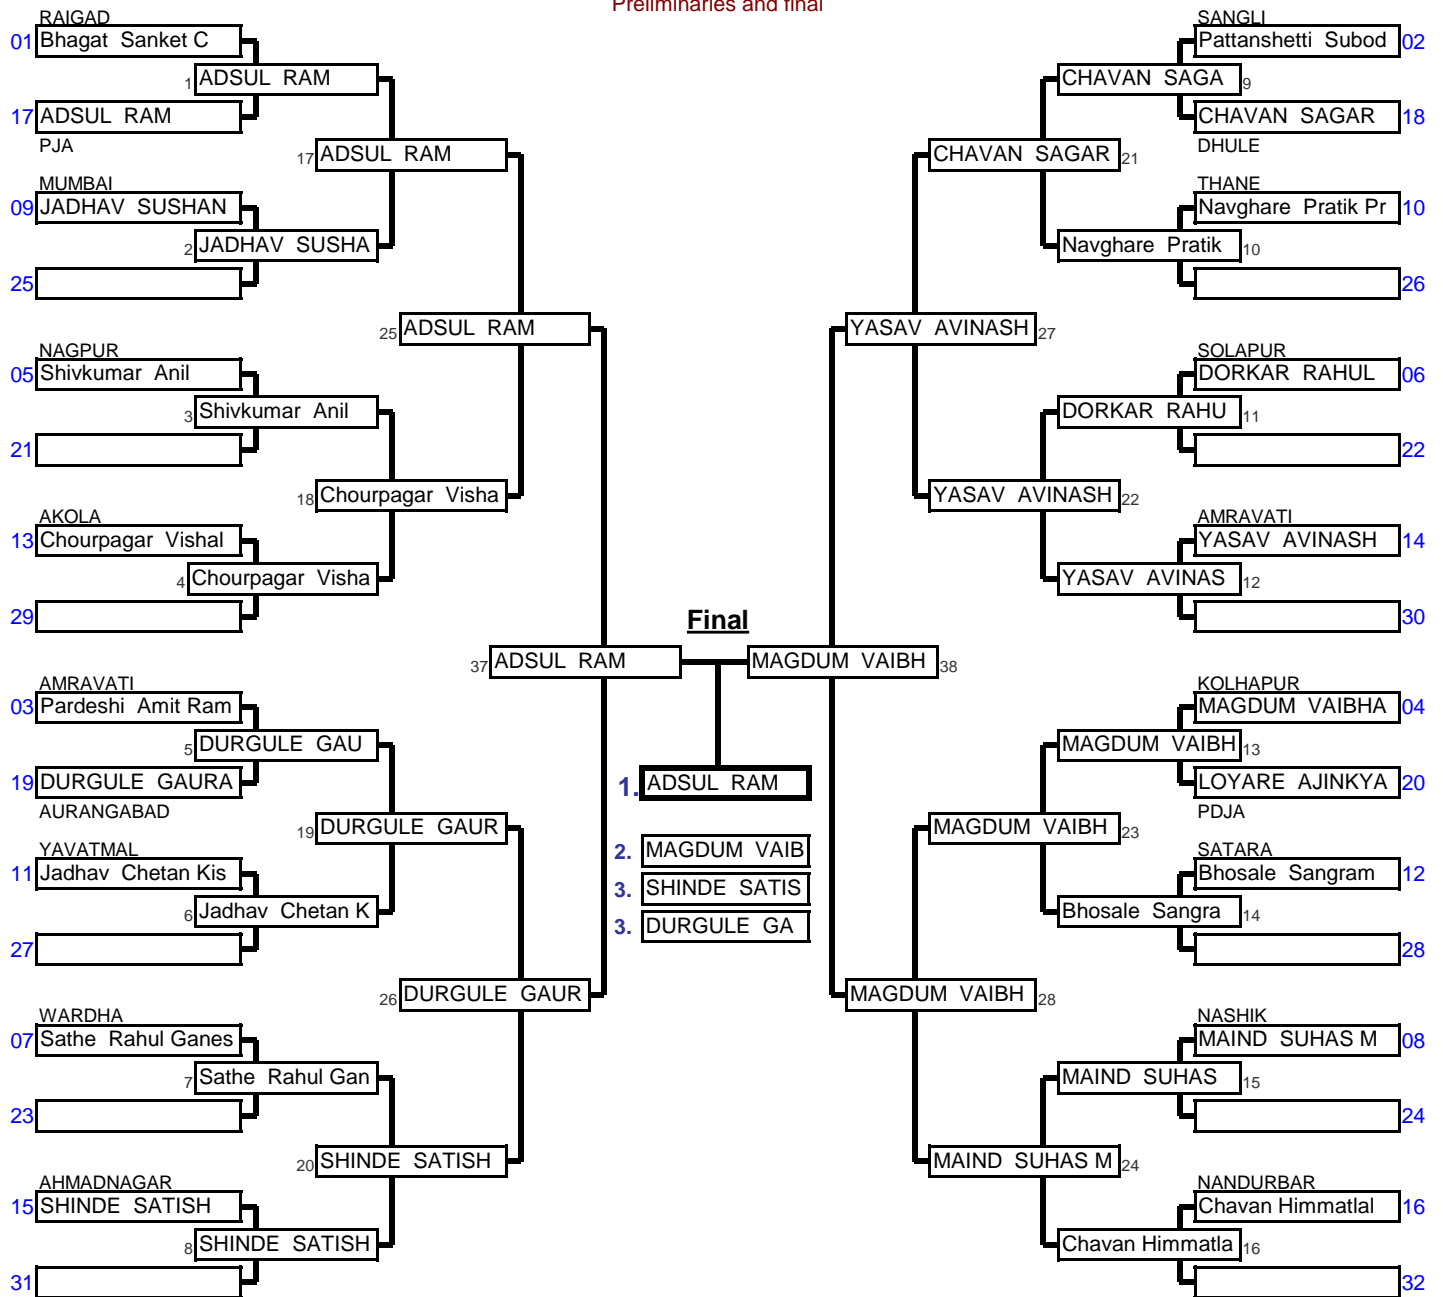 Preliminaries and final
RAIGAD
01 Bhagat Sanket C
1 ADSUL RAM
17 ADSUL RAM
PJA
17 ADSUL RAM
MUMBAI
09 JADHAV SUSHAN
2 JADHAV SUSHA
25
25 ADSUL RAM
NAGPUR
05 Shivkumar Anil
3 Shivkumar Anil
21
18 Chourpagar Visha
AKOLA
13 Chourpagar Vishal
4 Chourpagar Visha
29
37 ADSUL RAM
AMRAVATI
03 Pardeshi Amit Ram
5 DURGULE GAU
19 DURGULE GAURA
AURANGABAD
19 DURGULE GAUR
YAVATMAL
11 Jadhav Chetan Kis
6 Jadhav Chetan K
27
26 DURGULE GAUR
WARDHA
07 Sathe Rahul Ganes
7 Sathe Rahul Gan
23
20 SHINDE SATISH
AHMADNAGAR
15 SHINDE SATISH
8 SHINDE SATISH
31
Final
1. ADSUL RAM
2. MAGDUM VAIB
3. SHINDE SATIS
3. DURGULE GA
SANGLI
Pattanshetti Subod 02
CHAVAN SAGA 9
CHAVAN SAGAR 18
DHULE
CHAVAN SAGAR 21
THANE
Navghare Pratik Pr 10
Navghare Pratik 10
26
YASAV AVINASH 27
SOLAPUR
DORKAR RAHUL 06
DORKAR RAHU 11
22
YASAV AVINASH 22
AMRAVATI
YASAV AVINASH 14
YASAV AVINAS 12
30
MAGDUM VAIBH 38
KOLHAPUR
MAGDUM VAIBHA 04
MAGDUM VAIBH 13
LOYARE AJINKYA 20
PDJA
MAGDUM VAIBH 23
SATARA
Bhosale Sangram 12
Bhosale Sangra 14
28
MAGDUM VAIBH 28
NASHIK
MAIND SUHAS M 08
MAIND SUHAS 15
24
MAIND SUHAS M 24
NANDURBAR
Chavan Himmatlal 16
Chavan Himmatla 16
32